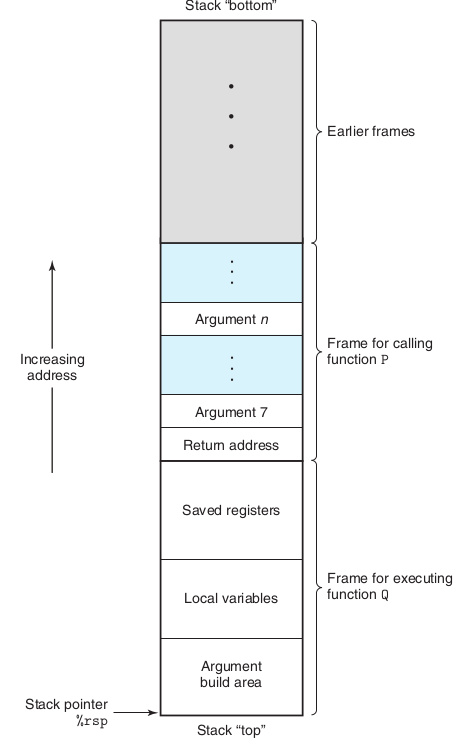 Stack “bottom”
Earlier frames
Argument n
Increasing
address
Frame for calling
function P
Argument 7
Return address
Saved registers
Local variables
Frame for executing
function Q
Argument
build area
Stack pointer
%rsp
Stack “top”